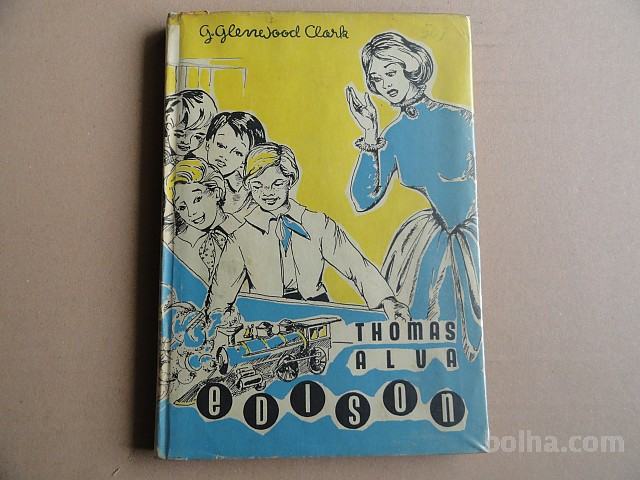 G. Glenwood Clark
THOMAS
ALVA
eDISON
bolha.com